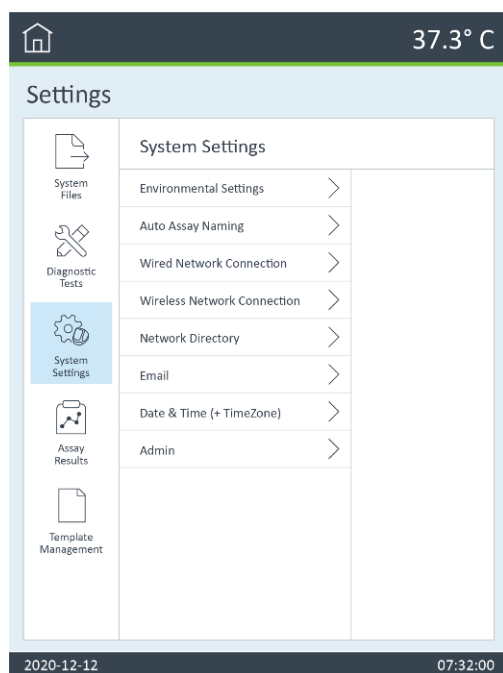 37.3° C
Settings
System
Files
Diagnostic
Tests
System
Settings
Assay
Results
Template
Management
System Settings
Environmental Settings
Auto Assay Naming
Wired Network Connection
Wireless Network Connection
Network Directory
Email
Date & Time (+ TimeZone)
Admin
2020-12-12
07:32:00